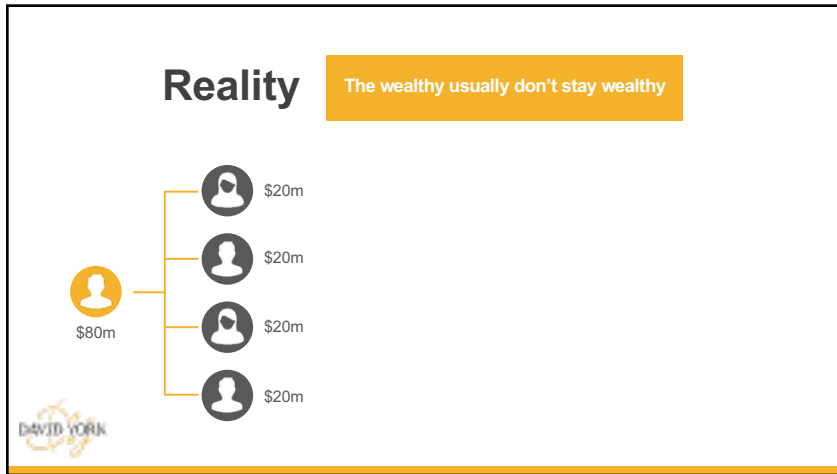 Reality
The wealthy usually don’t stay wealthy
$20m
$20m
$80m
$20m
$20m
DAVID YORK